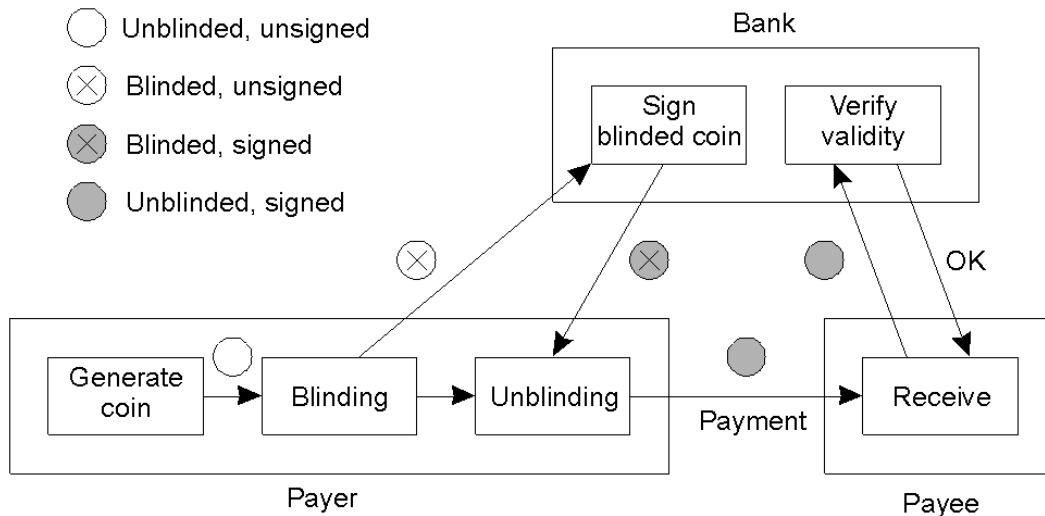 Unblinded, unsigned
Blinded, unsigned
Blinded, signed
Unblinded, signed
Bank
Sign
blinded coin
Verify
validity
OK
Generate
coin
Blinding
Unblinding
Payment
Receive
Payer
Payee